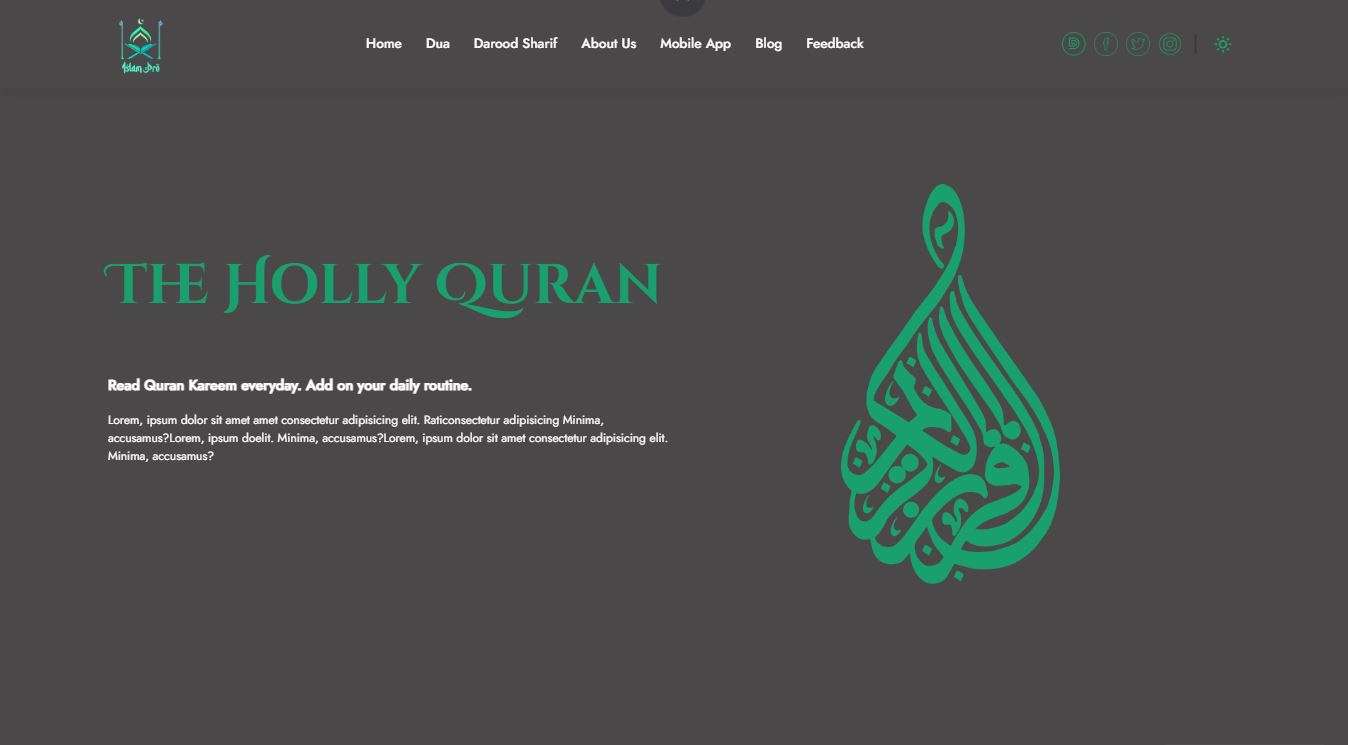 Islam Pro
Home Dua Darood Sharif About Us Mobile App Blog Feedback
The Holly Quran
Read Quran Kareem everyday. Add on your daily routine.
Lorem, ipsum dolor sit amet amet consectetur adipisicing elit. Raticonsectetur adipisicing Minima,
accusamus?Lorem, ipsum doelit. Minima, accusamus?Lorem, ipsum dolor sit amet consectetur adipisicing elit.
Minima, accusamus?